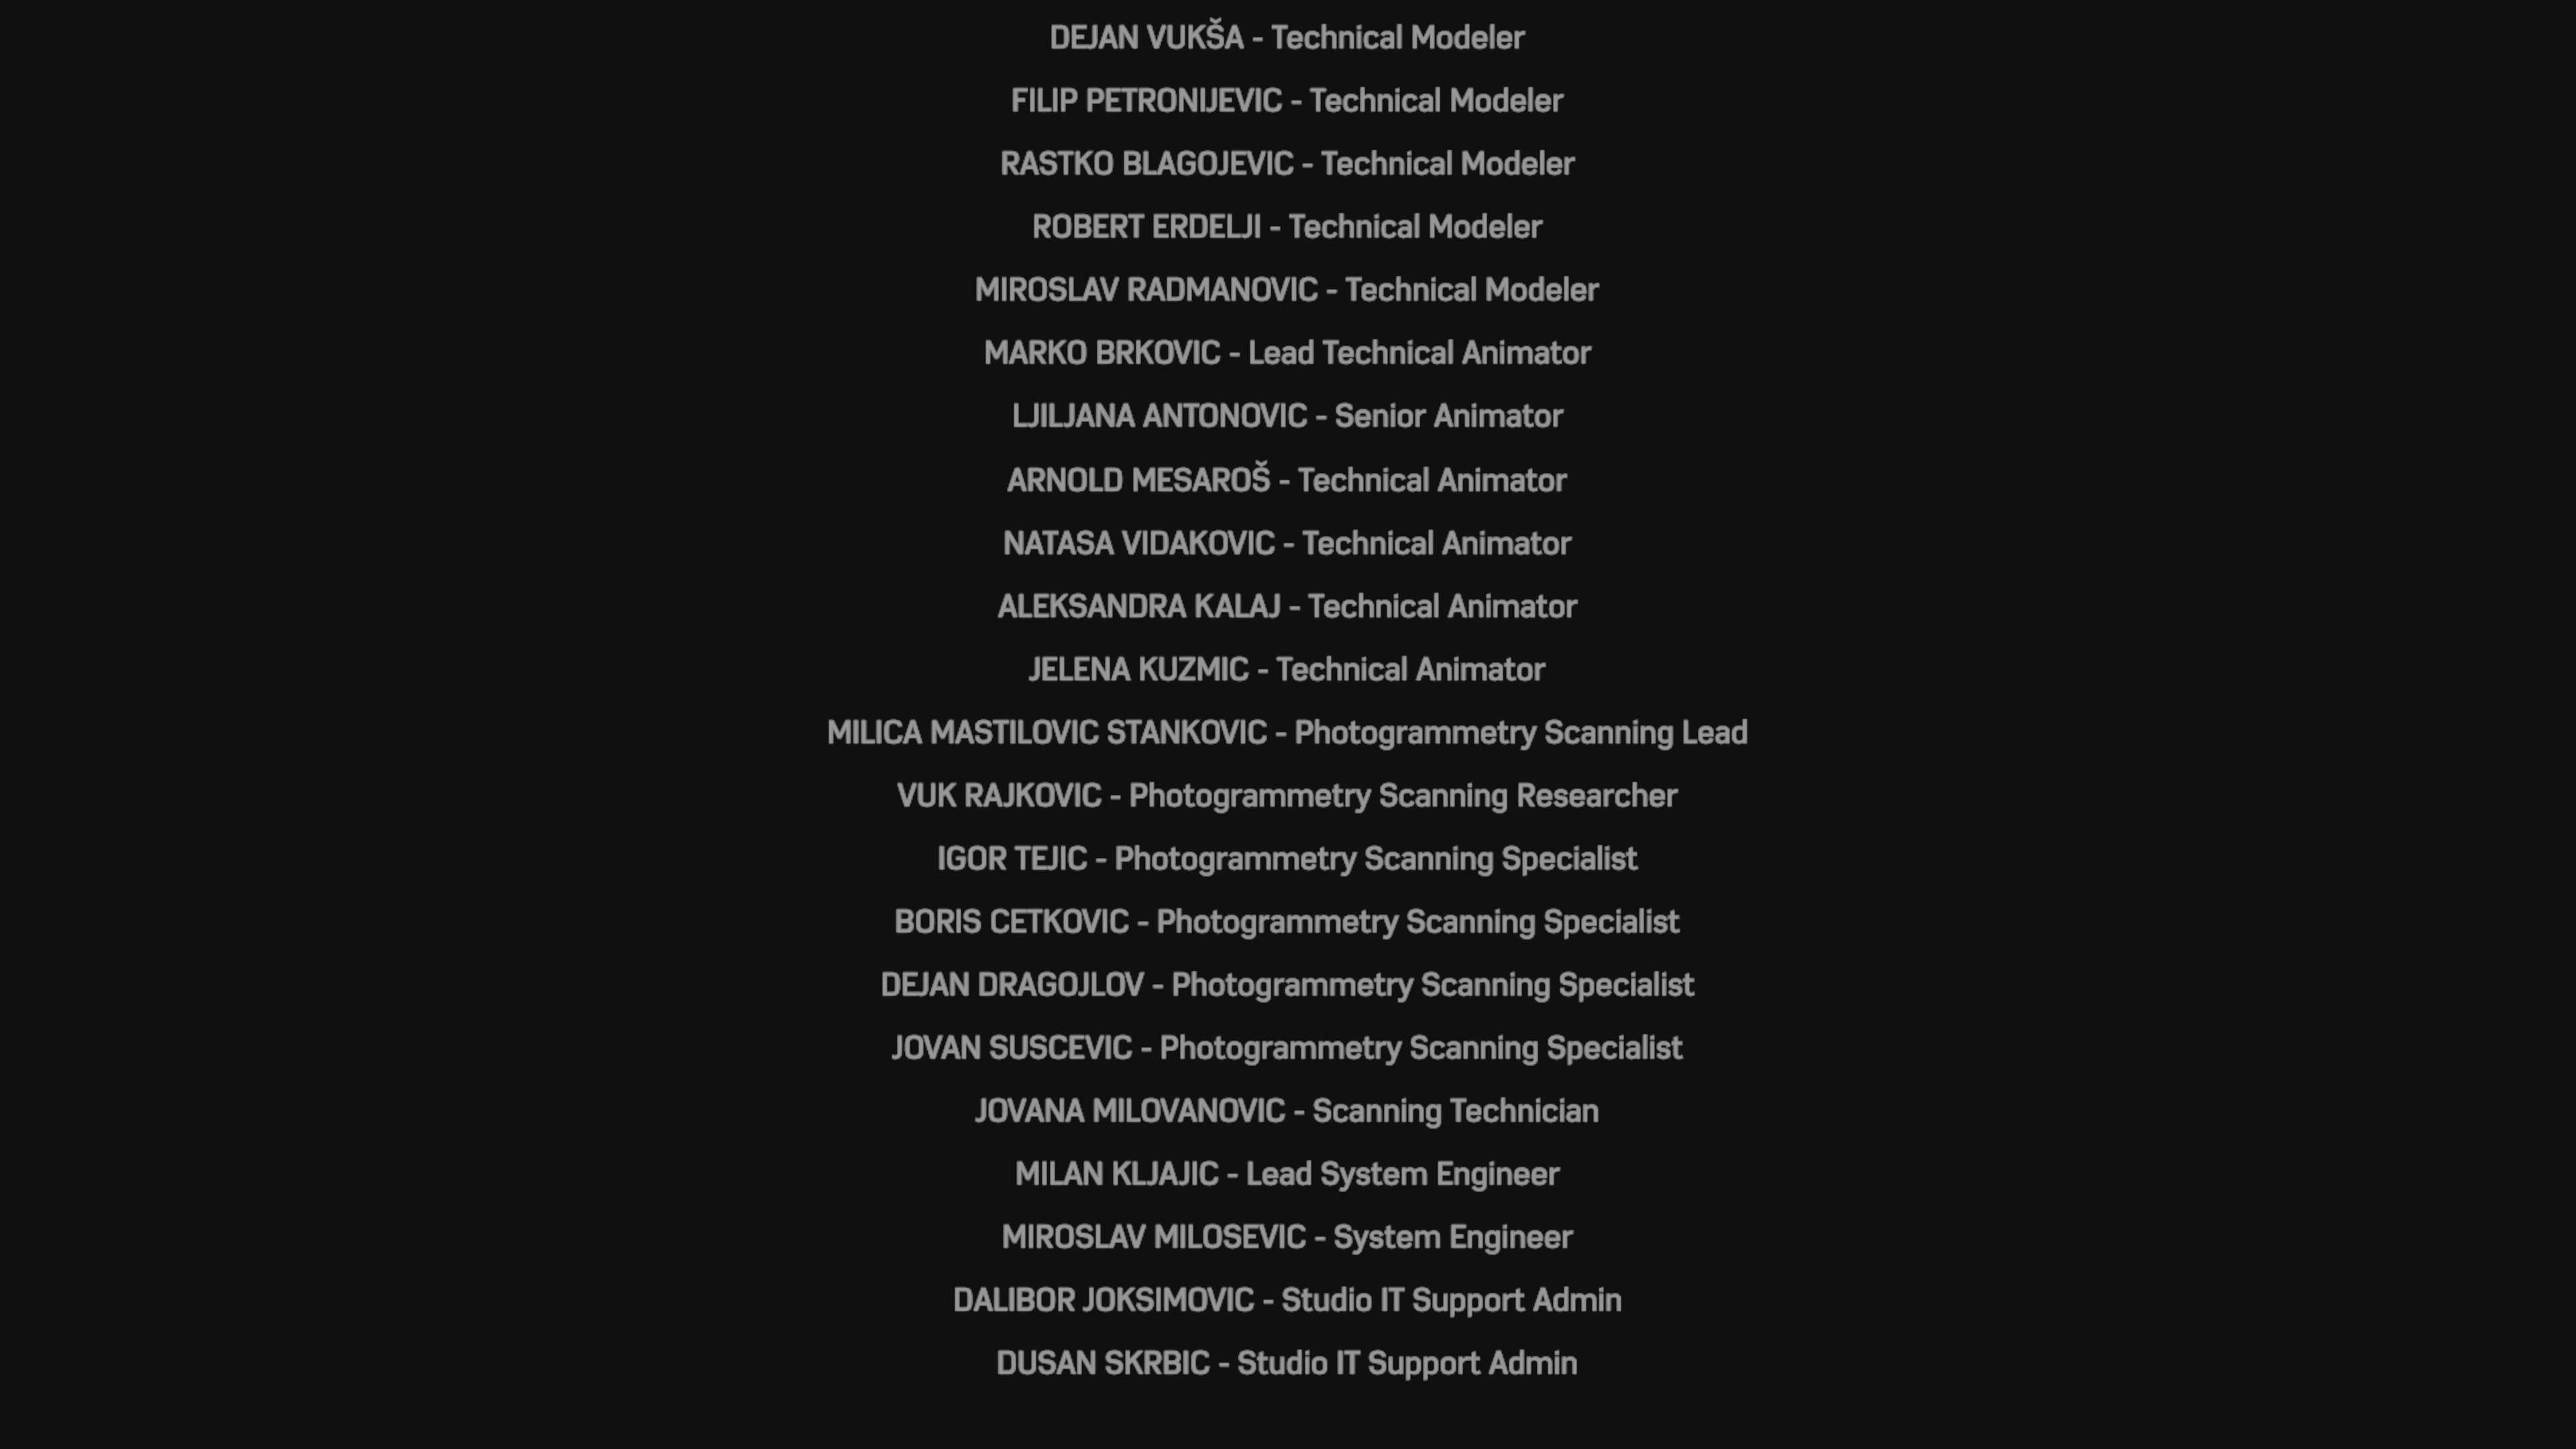 DEJAN VUKŠA - Technical Modeler
FILIP PETRONIJEVIC - Technical Modeler
RASTKO BLAGOJEVIC - Technical Modeler
ROBERT ERDELJI - Technical Modeler
MIROSLAV RADMANOVIC - Technical Modeler
MARKO BRKOVIC - Lead Technical Animator
LJILJANA ANTONOVIC - Senior Animator
ARNOLD MESAROŠ - Technical Animator
NATASA VIDAKOVIC - Technical Animator
ALEKSANDRA KALAJ - Technical Animator
JELENA KUZMIC - Technical Animator
MILICA MASTILOVIC STANKOVIC - Photogrammetry Scanning Lead
VUK RAJKOVIC - Photogrammetry Scanning Researcher
IGOR TEJIC - Photogrammetry Scanning Specialist
BORIS CETKOVIC - Photogrammetry Scanning Specialist
DEJAN DRAGOJLOV - Photogrammetry Scanning Specialist
JOVAN SUSCEVIC - Photogrammetry Scanning Specialist
JOVANA MILOVANOVIC - Scanning Technician
MILAN KLJAJIC - Lead System Engineer
MIROSLAV MILOSEVIC - System Engineer
DALIBOR JOKSIMOVIC - Studio IT Support Admin
DUSAN SKRBIC - Studio IT Support Admin